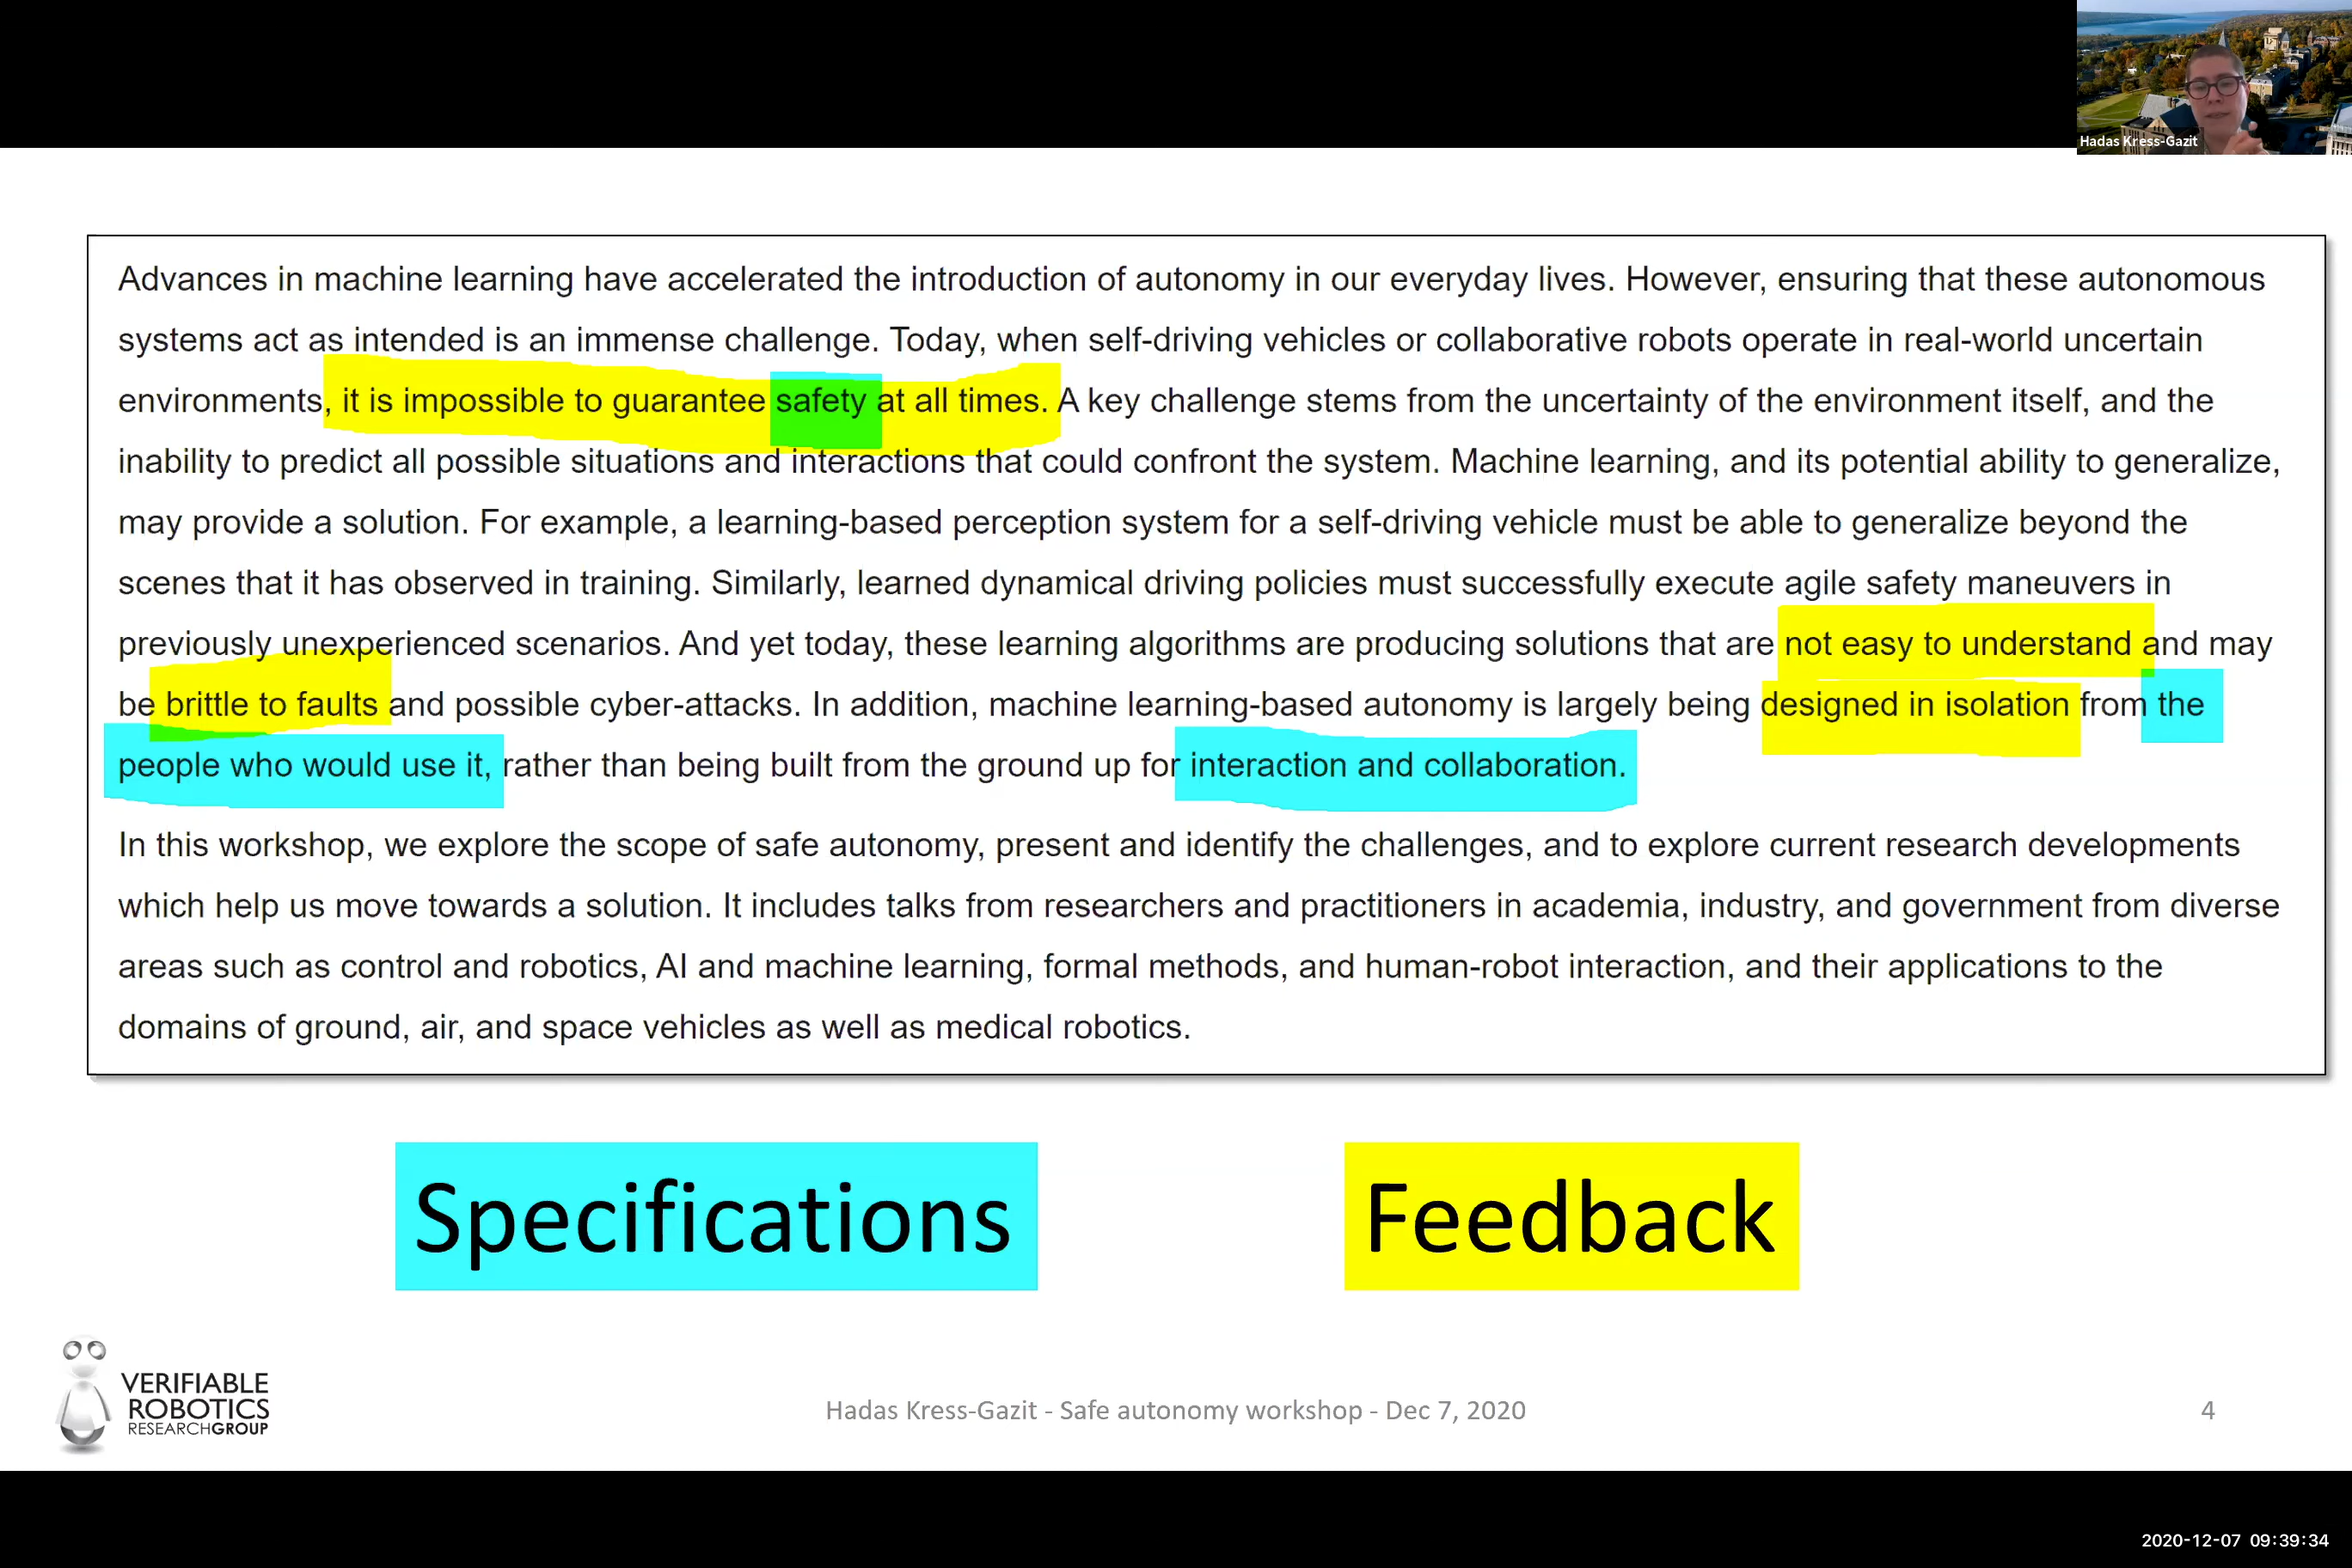 Hadas Kress-Gazit
Advances in machine learning have accelerated the introduction of autonomy in our everyday lives. However, ensuring that these autonomous
systems act as intended is an immense challenge. Today, when self-driving vehicles or collaborative robots operate in real-world uncertain
environments, it is impossible to guarantee safety at all times. A key challenge stems from the uncertainty of the environment itself, and the
inability to predict all possible situations and interactions that could confront the system. Machine learning, and its potential ability to generalize,
may provide a solution. For example, a learning-based perception system for a self-driving vehicle must be able to generalize beyond the
scenes that it has observed in training. Similarly, learned dynamical driving policies must successfully execute agile safety maneuvers in
previously unexperienced scenarios. And yet today, these learning algorithms are producing solutions that are not easy to understand and may
be brittle to faults and possible cyber-attacks. In addition, machine learning-based autonomy is largely being designed in isolation from the
people who would use it, rather than being built from the ground up for interaction and collaboration.
In this workshop, we explore the scope of safe autonomy, present and identify the challenges, and to explore current research developments
which help us move towards a solution. It includes talks from researchers and practitioners in academia, industry, and government from diverse
areas such as control and robotics, AI and machine learning, formal methods, and human-robot interaction, and their applications to the
domains of ground, air, and space vehicles as well as medical robotics.
Specifications
Feedback
VERIFIABLE
ROBOTICS
RESEARCHGROUP
Hadas Kress-Gazit - Safe autonomy workshop - Dec 7, 2020
4
2020-12-07 09:39:34